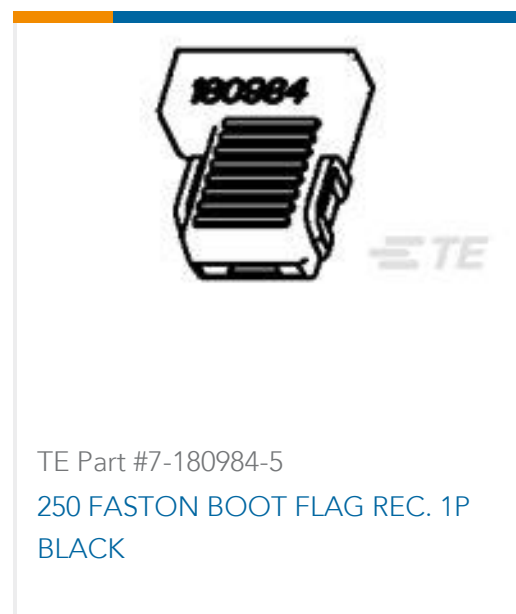 180984
TE
TE Part #7-180984-5
250 FASTON BOOT FLAG REC. 1P
BLACK